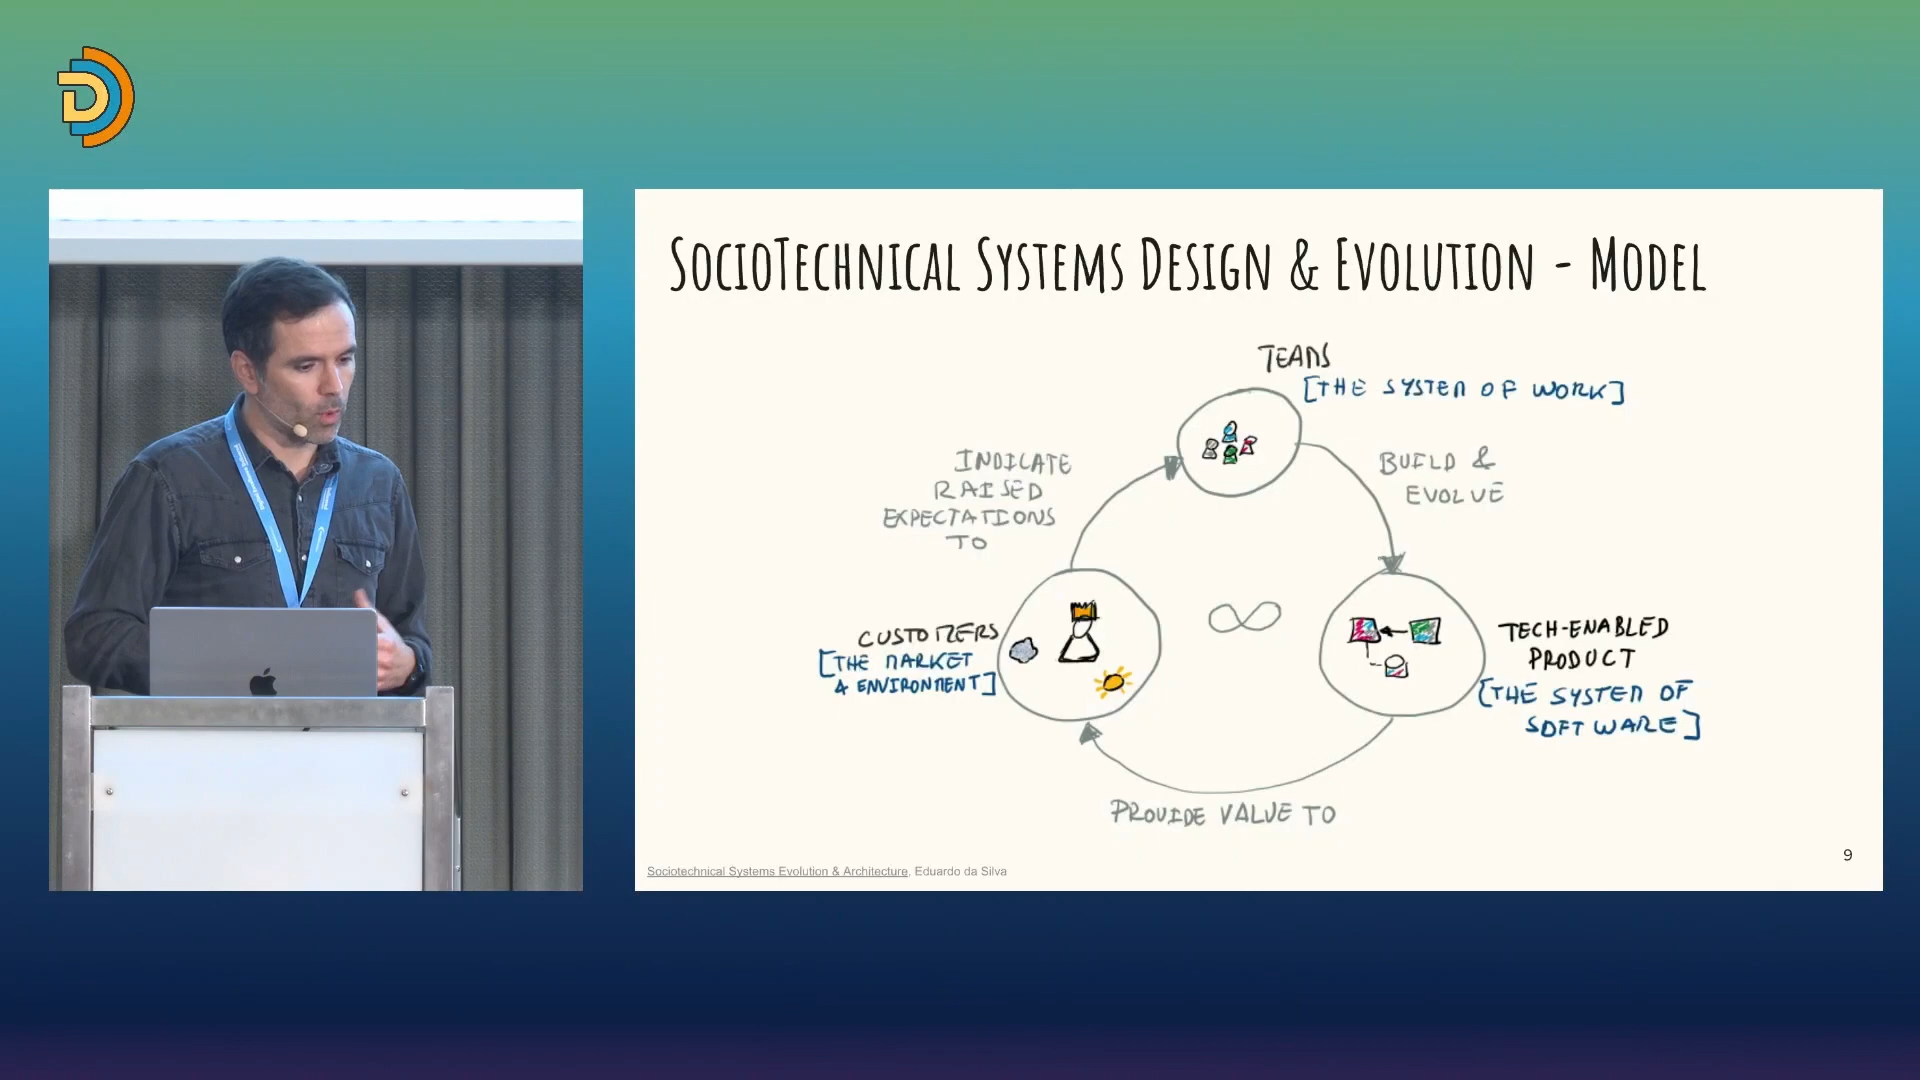 SocioTechnical Systems Design & Evolution - Model
TEAMS
[THE SYSTEM OF WORK]
INDICATE
RAISED
EXPECTATIONS
TO
BUILD &
EVOLVE
CUSTOMERS
[THE MARKET
& ENVIRONMENT]
TECH-ENABLED
PRODUCT
[THE SYSTEM OF
SOFTWARE]
PROVIDE VALUE TO
9
Sociotechnical Systems Evolution & Architecture, Eduardo da Silva